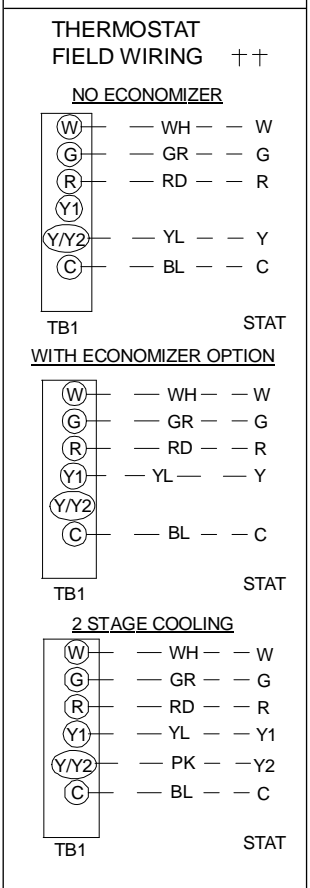 THERMOSTAT
FIELD WIRING ††
NO ECONOMIZER
W WH W
G GR G
R RD R
Y1
Y/Y2 YL Y
C BL C
TB1 STAT
WITH ECONOMIZER OPTION
W WH W
G GR G
R RD R
Y1 YL Y
Y/Y2
C BL C
TB1 STAT
2 STAGE COOLING
W WH W
G GR G
R RD R
Y1 YL Y1
Y/Y2 PK Y2
C BL C
TB1 STAT